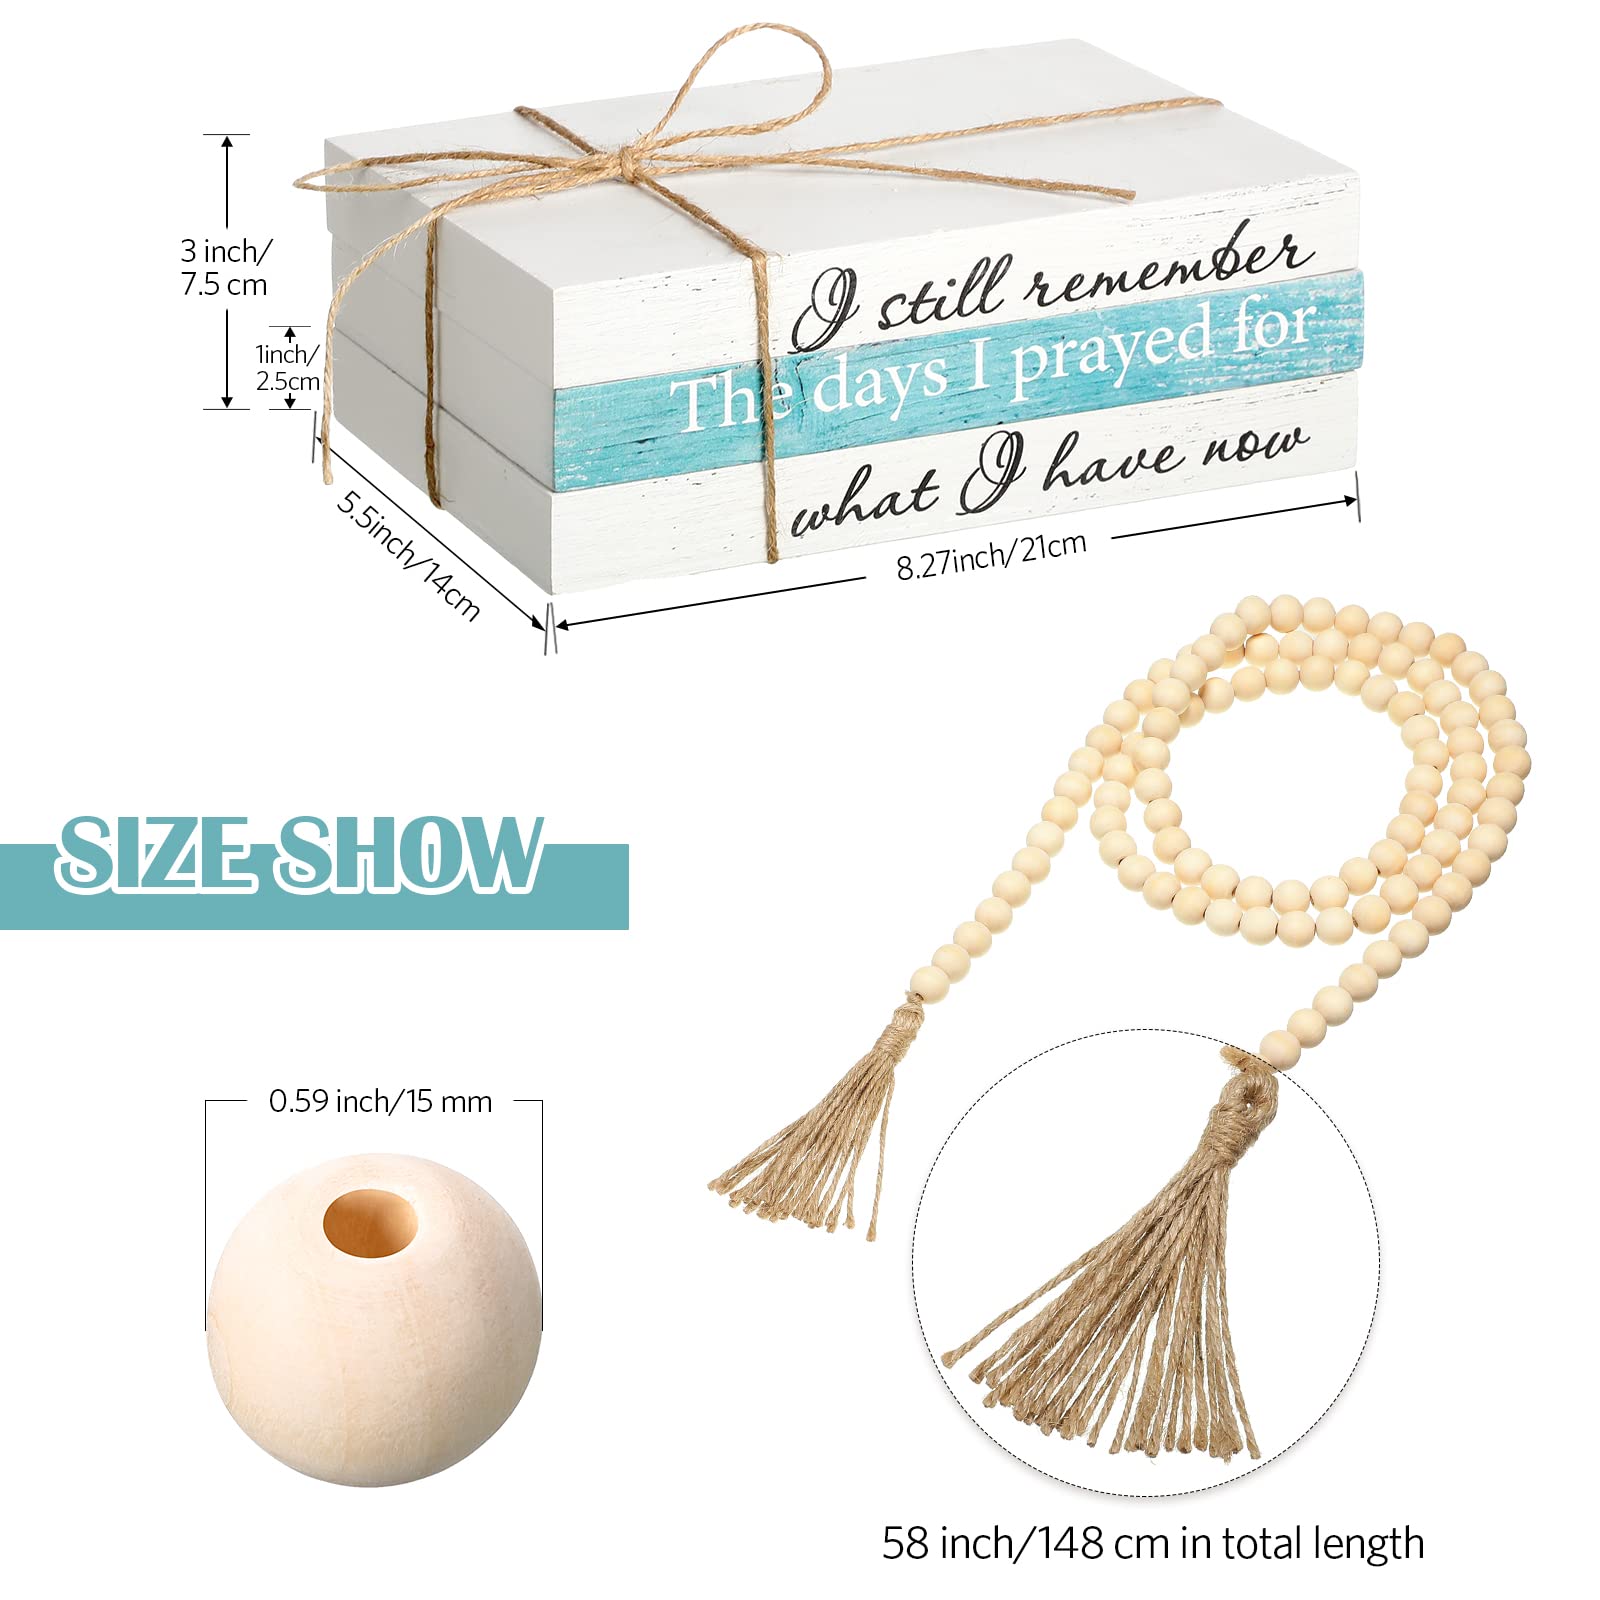 3 inch/
7.5 cm
1inch/
2.5cm
I still remember
The days I prayed for
what I have now
5.5inch/14cm
8.27inch/21cm
SIZE SHOW
0.59 inch/15 mm
58 inch/148 cm in total length